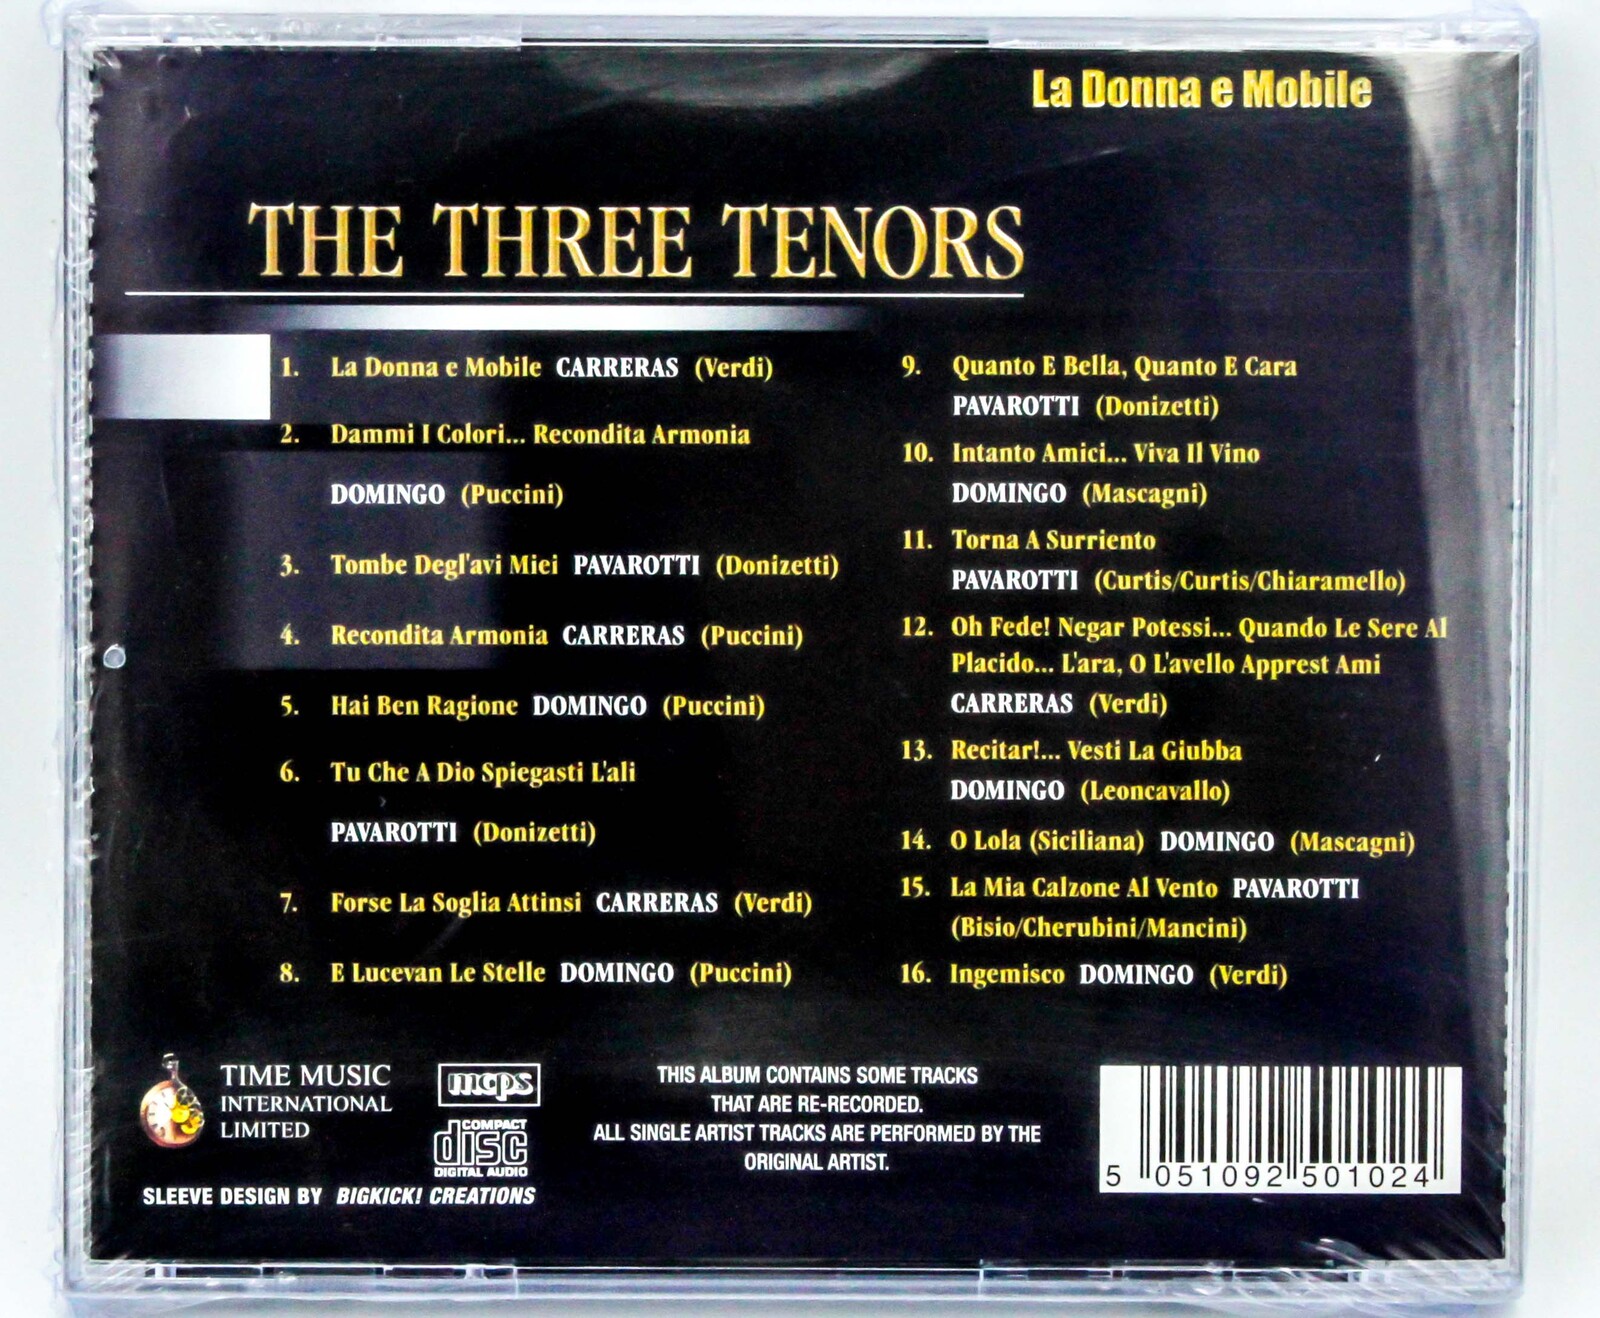 La Donna e Mobile
THE THREE TENORS
1. La Donna e Mobile CARRERAS (Verdi)
2. Dammi I Colori... Recondita Armonia
DOMINGO (Puccini)
3. Tombe Degl'avi Miei PAVAROTTI (Donizetti)
4. Recondita Armonia CARRERAS (Puccini)
5. Hai Ben Ragione DOMINGO (Puccini)
6. Tu Che A Dio Spiegasti L'ali
PAVAROTTI (Donizetti)
7. Forse La Soglia Attinsi CARRERAS (Verdi)
8. E Lucevan Le Stelle DOMINGO (Puccini)
9. Quanto E Bella, Quanto E Cara
PAVAROTTI (Donizetti)
10. Intanto Amici... Viva Il Vino
DOMINGO (Mascagni)
11. Torna A Surriento
PAVAROTTI (Curtis/Curtis/Chiaramello)
12. Oh Fede! Negar Potessi... Quando Le Sere Al
Placido... L'ara, O L'avello Apprest Ami
CARRERAS (Verdi)
13. Recitar!... Vesti La Giubba
DOMINGO (Leoncavallo)
14. O Lola (Siciliana) DOMINGO (Mascagni)
15. La Mia Calzone Al Vento PAVAROTTI
(Bisio/Cherubini/Mancini)
16. Ingemisco DOMINGO (Verdi)
TIME MUSIC
INTERNATIONAL
LIMITED
mcps
COMPACT
disc
DIGITAL AUDIO
SLEEVE DESIGN BY BIGKICK! CREATIONS
THIS ALBUM CONTAINS SOME TRACKS
THAT ARE RE-RECORDED.
ALL SINGLE ARTIST TRACKS ARE PERFORMED BY THE
ORIGINAL ARTIST.
5 051092 501024